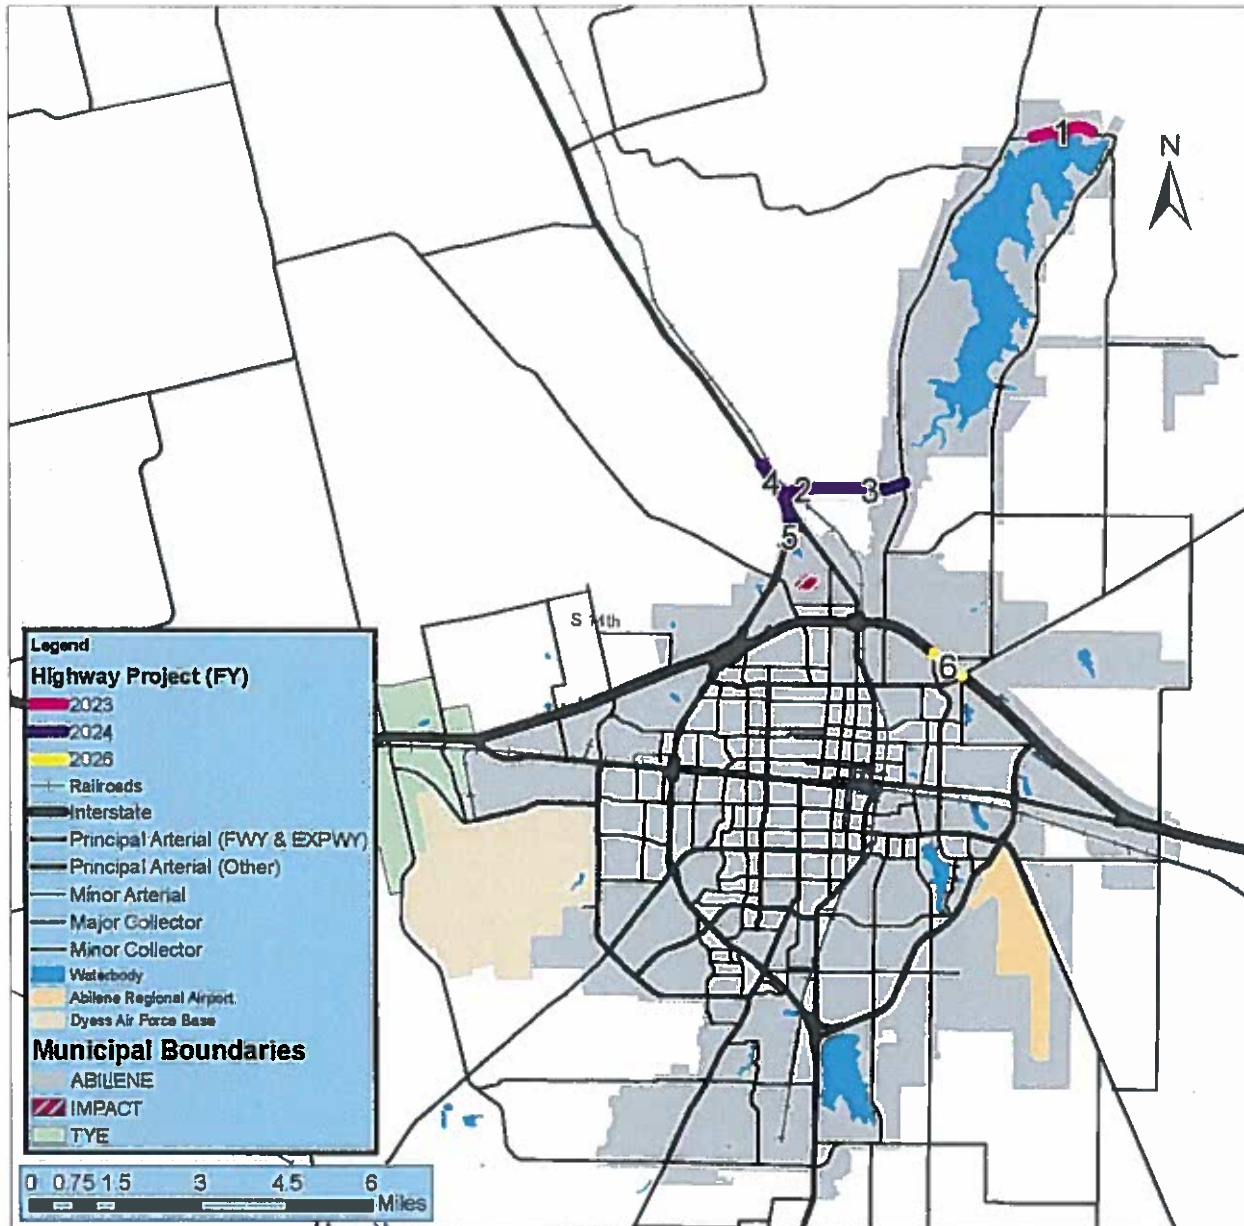 1
N
4
2
3
5
S 14th
6
Legend
Highway Project (FY)
2023
2024
2026
Railroads
Interstate
Principal Arterial (FWY & EXPWY)
Principal Arterial (Other)
Minor Arterial
Major Collector
Minor Collector
Waterbody
Abilene Regional Airport
Dyess Air Force Base
Municipal Boundaries
ABILENE
IMPACT
TYE
0 0.75 1.5 3 4.5 6
Miles